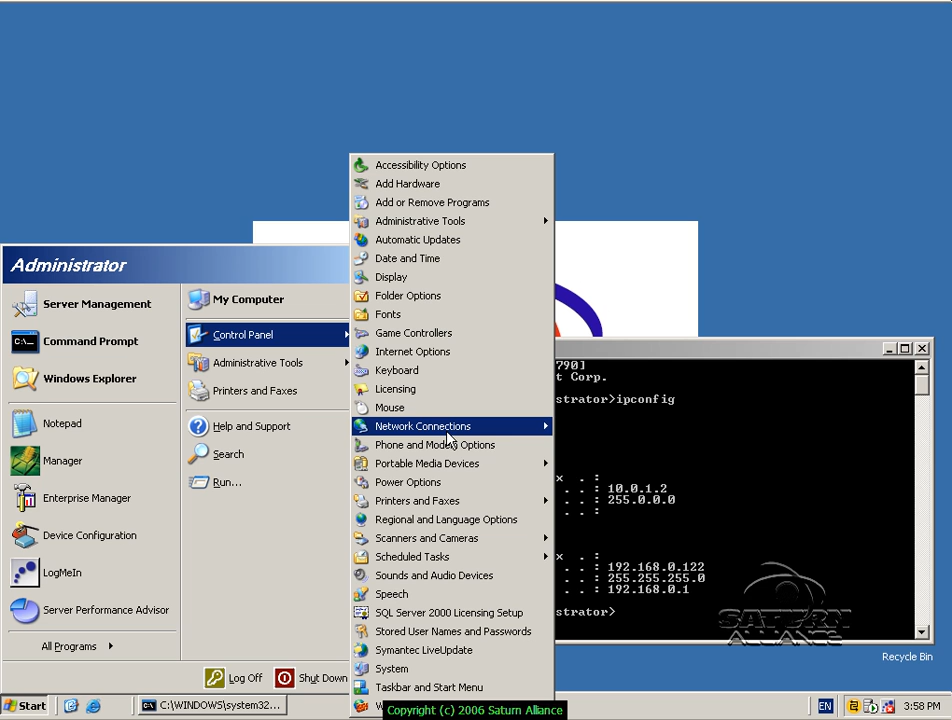 Administrator
Server Management
Command Prompt
Windows Explorer
Notepad
Manager
Enterprise Manager
Device Configuration
LogMeIn
Server Performance Advisor
All Programs
My Computer
Control Panel
Administrative Tools
Printers and Faxes
Help and Support
Search
Run...
Log Off
Shut Down
Accessibility Options
Add Hardware
Add or Remove Programs
Administrative Tools
Automatic Updates
Date and Time
Display
Folder Options
Fonts
Game Controllers
Internet Options
Keyboard
Licensing
Mouse
Network Connections
Phone and Modem Options
Portable Media Devices
Power Options
Printers and Faxes
Regional and Language Options
Scanners and Cameras
Scheduled Tasks
Sounds and Audio Devices
Speech
SQL Server 2000 Licensing Setup
Stored User Names and Passwords
Symantec LiveUpdate
System
Taskbar and Start Menu
790]
t Corp.
strator>ipconfig
x . :
. . : 10.0.1.2
. . : 255.0.0.0
. . :
x . :
. . : 192.168.0.122
. . : 255.255.255.0
. . : 192.168.0.1
strator>
SATURN
ALLIANCE
Recycle Bin
Start
C:\WINDOWS\system32...
Copyright (c) 2006 Saturn Alliance
EN
3:58 PM